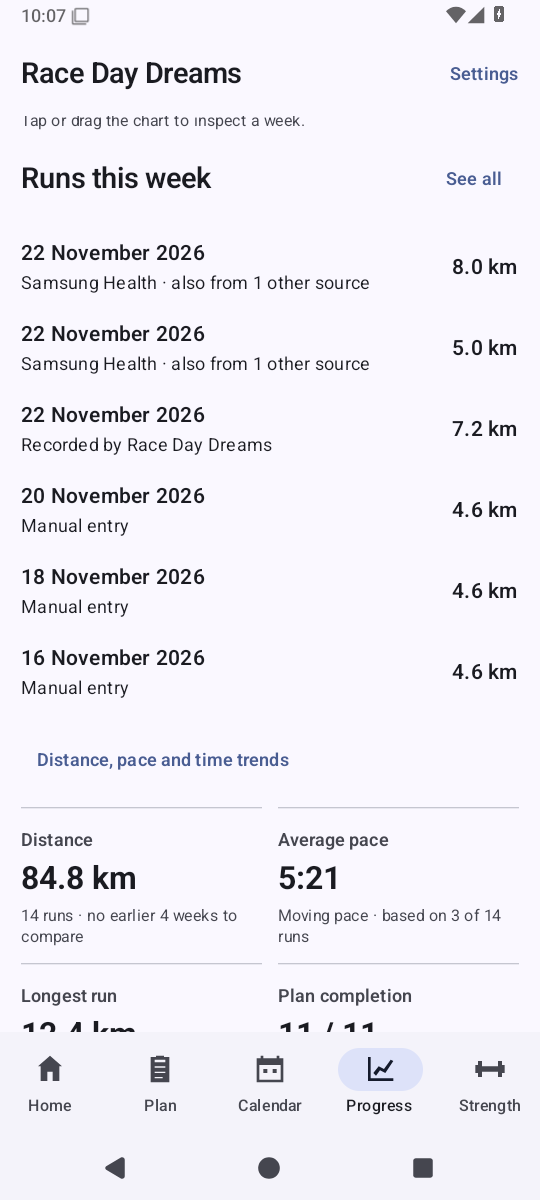 10:07
Race Day Dreams
Settings
Tap or drag the chart to inspect a week.
Runs this week
See all
22 November 2026
8.0 km
Samsung Health · also from 1 other source
22 November 2026
5.0 km
Samsung Health · also from 1 other source
22 November 2026
7.2 km
Recorded by Race Day Dreams
20 November 2026
4.6 km
Manual entry
18 November 2026
4.6 km
Manual entry
16 November 2026
4.6 km
Manual entry
Distance, pace and time trends
Distance
84.8 km
14 runs · no earlier 4 weeks to
compare
Average pace
5:21
Moving pace · based on 3 of 14
runs
Longest run
12.4 km
Plan completion
11 / 11
Home
Plan
Calendar
Progress
Strength